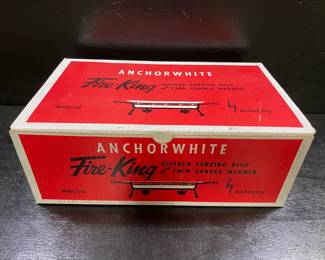 ANCHORWHITE
Fire-King DIVIDED SERVING DISH
TWIN CANDLE WARMER
ANCHORWHITE
Fire-King DIVIDED SERVING DISH
TWIN CANDLE WARMER
by